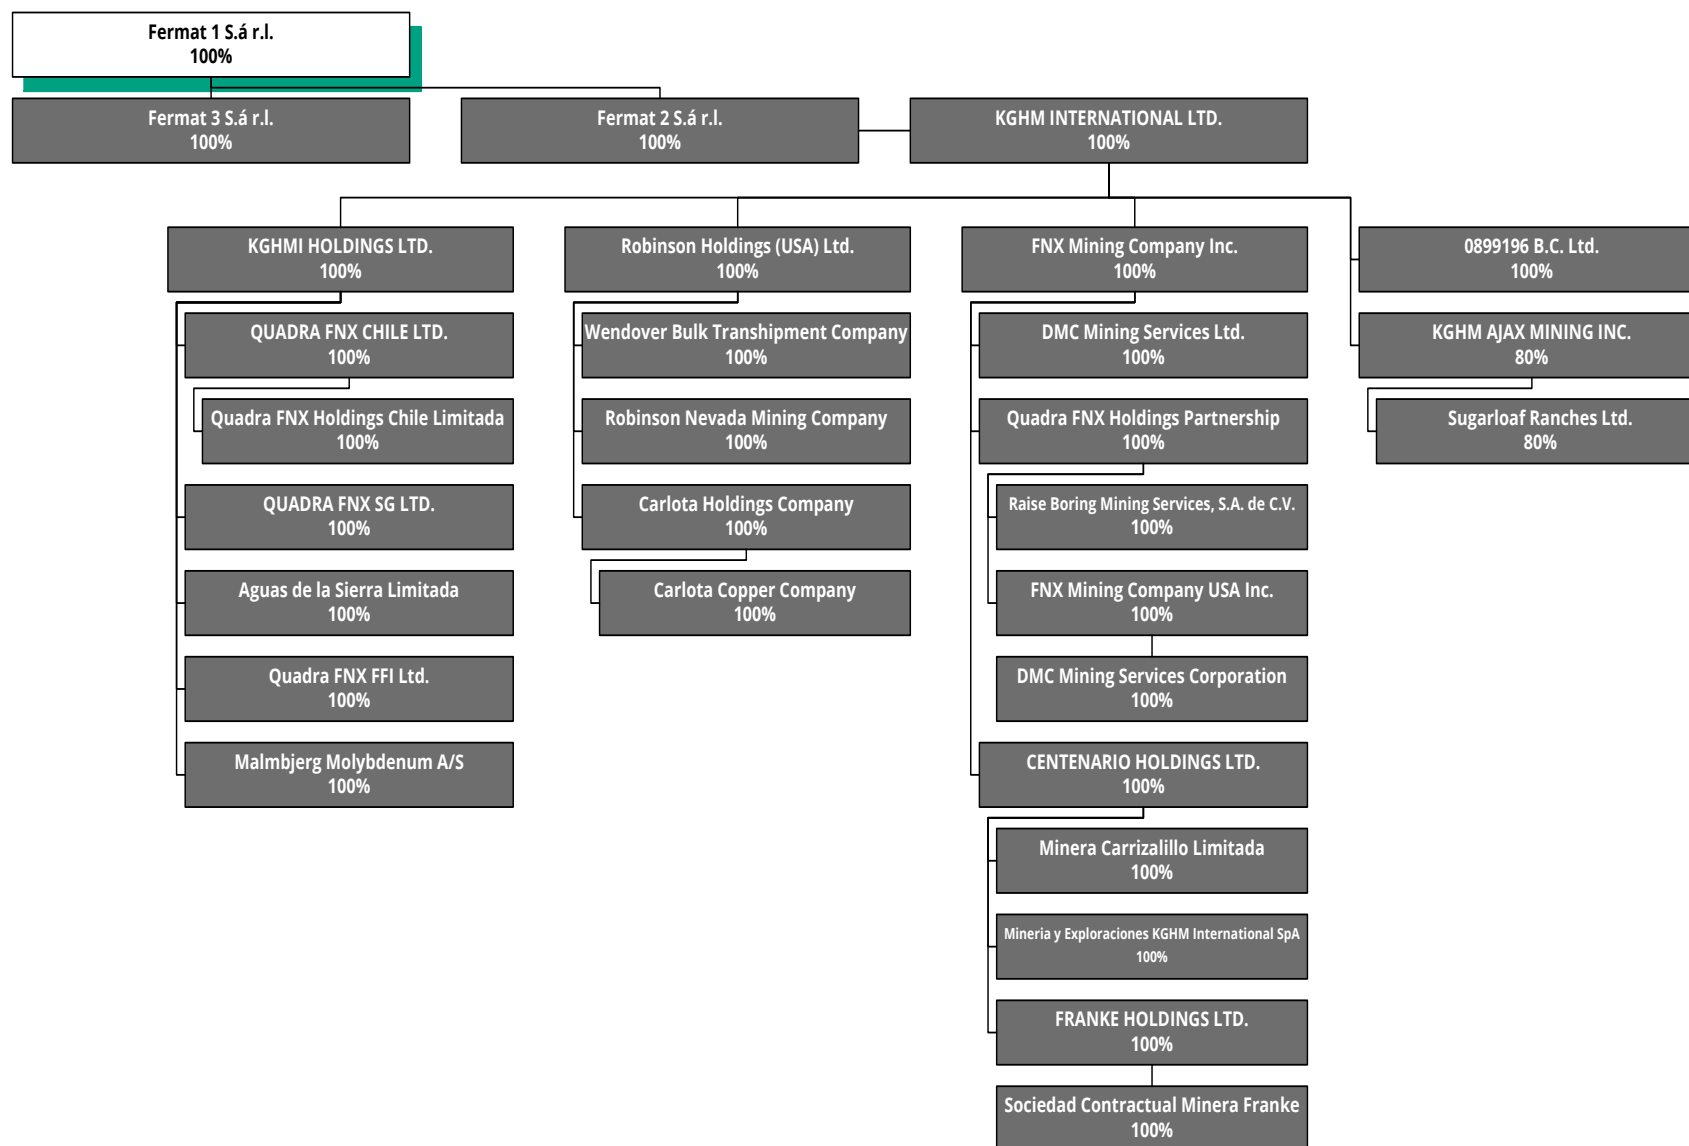 Fermat 1 S.á r.l.
100%
Fermat 3 S.á r.l.
100%
Fermat 2 S.á r.l.
100%
KGHM INTERNATIONAL LTD.
100%
KGHMI HOLDINGS LTD.
100%
QUADRA FNX CHILE LTD.
100%
Quadra FNX Holdings Chile Limitada
100%
QUADRA FNX SG LTD.
100%
Aguas de la Sierra Limitada
100%
Quadra FNX FFI Ltd.
100%
Malmbjerg Molybdenum A/S
100%
Robinson Holdings (USA) Ltd.
100%
Wendover Bulk Transhipment Company
100%
Robinson Nevada Mining Company
100%
Carlota Holdings Company
100%
Carlota Copper Company
100%
FNX Mining Company Inc.
100%
DMC Mining Services Ltd.
100%
Quadra FNX Holdings Partnership
100%
Raise Boring Mining Services, S.A. de C.V.
100%
FNX Mining Company USA Inc.
100%
DMC Mining Services Corporation
100%
CENTENARIO HOLDINGS LTD.
100%
Minera Carrizalillo Limitada
100%
Mineria y Exploraciones KGHM International SpA
100%
FRANKE HOLDINGS LTD.
100%
Sociedad Contractual Minera Franke
100%
0899196 B.C. Ltd.
100%
KGHM AJAX MINING INC.
80%
Sugarloaf Ranches Ltd.
80%